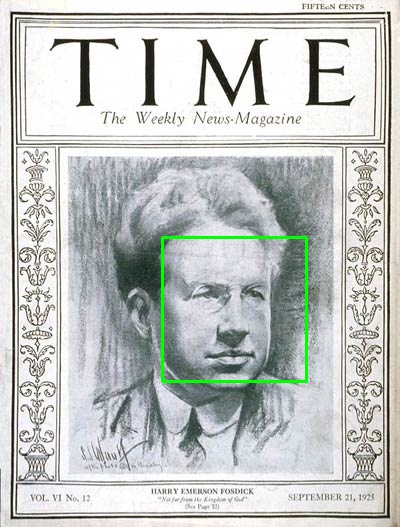 FIFTEEN CENTS
TIME
The Weekly News-Magazine
VOL. VI No. 12
HARRY EMERSON FOSDICK
"Not far from the Kingdom of God"
(See Page 22)
SEPTEMBER 21, 1925